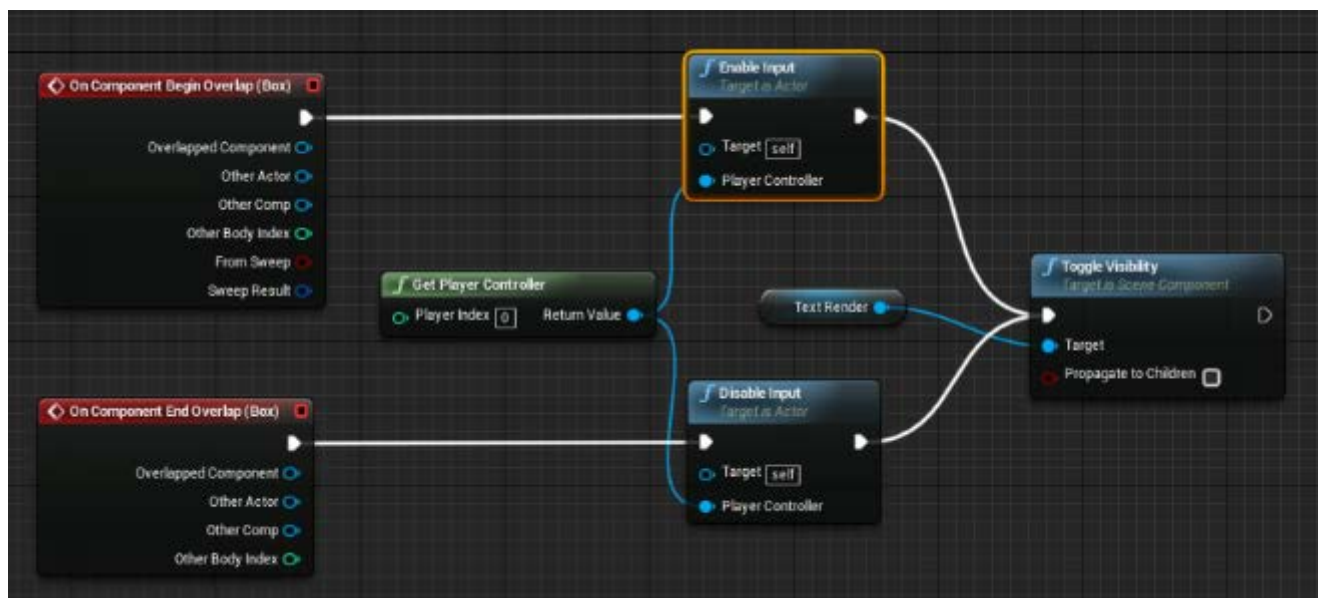 On Component Begin Overlap (Box)
Overlapped Component
Other Actor
Other Comp
Other Body Index
From Sweep
Sweep Result
Enable Input
Target is Actor
Target self
Player Controller
Get Player Controller
Player Index 0 Return Value
Text Render
Toggle Visibility
Target is Scene Component
Target
Propagate to Children
On Component End Overlap (Box)
Overlapped Component
Other Actor
Other Comp
Other Body Index
Disable Input
Target is Actor
Target self
Player Controller